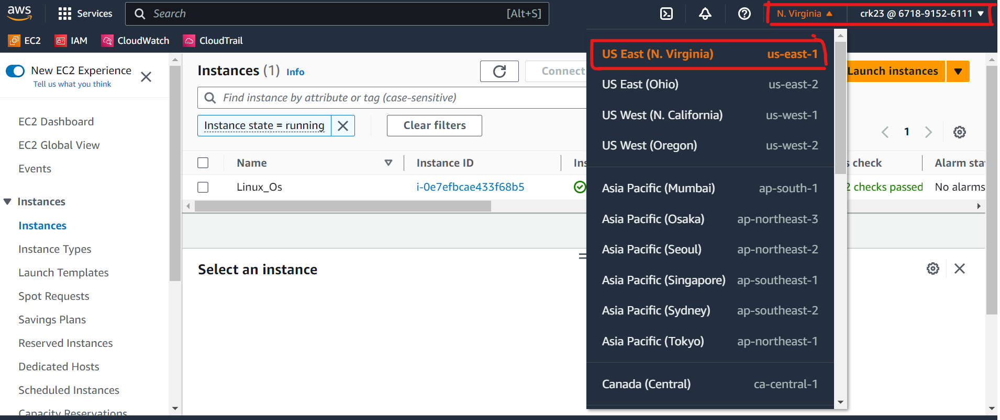 aws Services Search [Alt+S] N. Virginia crk23 @ 6718-9152-6111
EC2 IAM CloudWatch CloudTrail
New EC2 Experience
Tell us what you think
EC2 Dashboard
EC2 Global View
Events
Instances
Instances
Instance Types
Launch Templates
Spot Requests
Savings Plans
Reserved Instances
Dedicated Hosts
Scheduled Instances
Capacity Reservations
Instances (1) Info
Connect
Launch instances
Find instance by attribute or tag (case-sensitive)
Instance state = running
Clear filters
1
Name Instance ID Ins s check Alarm sta
Linux_Os i-0e7efbcae433f68b5 2 checks passed No alarms
Select an instance
US East (N. Virginia) us-east-1
US East (Ohio) us-east-2
US West (N. California) us-west-1
US West (Oregon) us-west-2
Asia Pacific (Mumbai) ap-south-1
Asia Pacific (Osaka) ap-northeast-3
Asia Pacific (Seoul) ap-northeast-2
Asia Pacific (Singapore) ap-southeast-1
Asia Pacific (Sydney) ap-southeast-2
Asia Pacific (Tokyo) ap-northeast-1
Canada (Central) ca-central-1